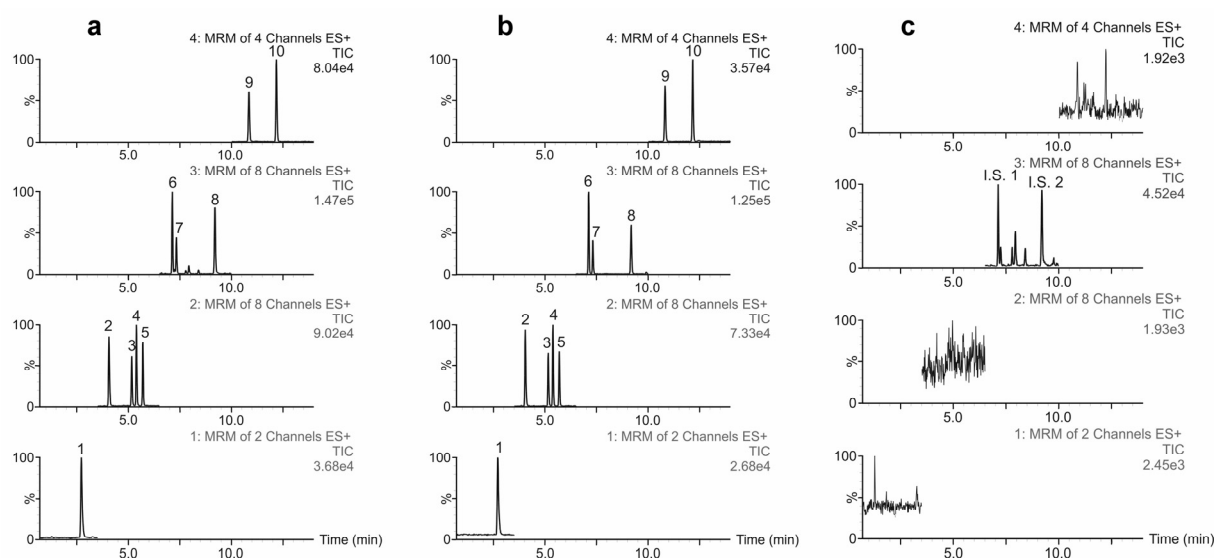 a
4: MRM of 4 Channels ES+
TIC
8.04e4
10
9
100
%
0
5.0
10.0
3: MRM of 8 Channels ES+
TIC
1.47e5
6
7
8
100
%
0
5.0
10.0
2: MRM of 8 Channels ES+
TIC
9.02e4
2
3
4
5
100
%
0
5.0
10.0
1: MRM of 2 Channels ES+
TIC
3.68e4
1
100
%
0
5.0
10.0
Time (min)
b
4: MRM of 4 Channels ES+
TIC
3.57e4
10
9
100
%
0
5.0
10.0
3: MRM of 8 Channels ES+
TIC
1.25e5
6
7
8
100
%
0
5.0
10.0
2: MRM of 8 Channels ES+
TIC
7.33e4
2
3
4
5
100
%
0
5.0
10.0
1: MRM of 2 Channels ES+
TIC
2.68e4
1
100
%
0
5.0
10.0
Time (min)
c
4: MRM of 4 Channels ES+
TIC
1.92e3
100
%
0
5.0
10.0
3: MRM of 8 Channels ES+
TIC
4.52e4
I.S. 1
I.S. 2
100
%
0
5.0
10.0
2: MRM of 8 Channels ES+
TIC
1.93e3
100
%
0
5.0
10.0
1: MRM of 2 Channels ES+
TIC
2.45e3
100
%
0
5.0
10.0
Time (min)